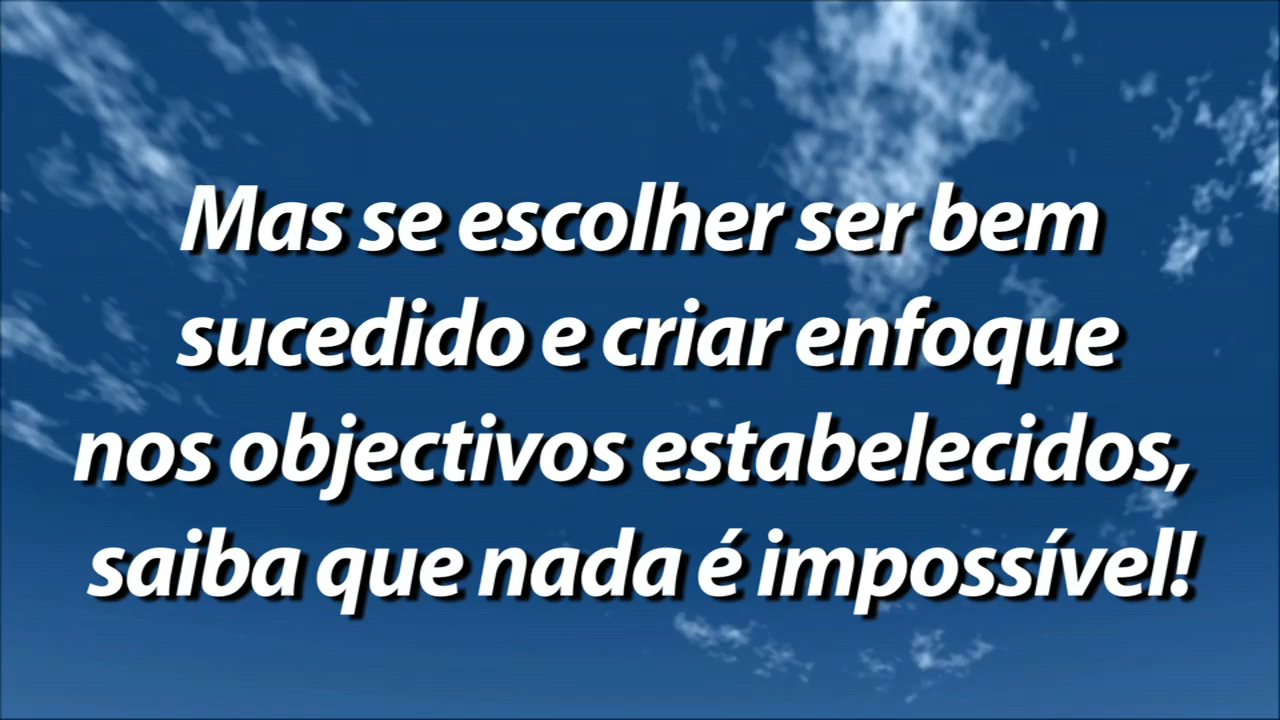 Mas se escolher ser bem
sucedido e criar enfoque
nos objectivos estabelecidos,
saiba que nada é impossível!